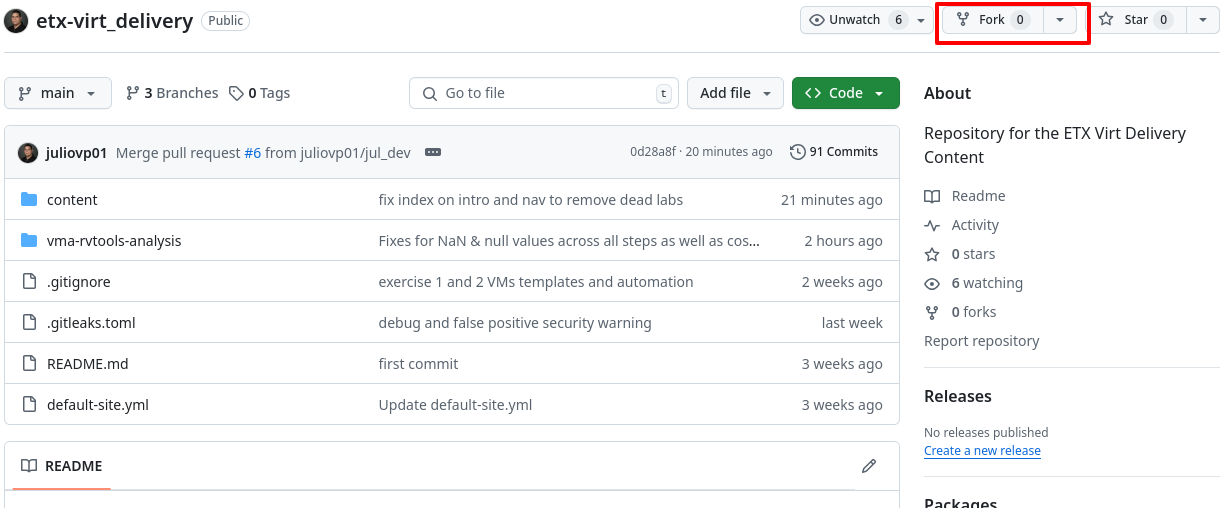 etx-virt_delivery Public Unwatch 6 Fork 0 Star 0
main 3 Branches 0 Tags Go to file t Add file Code
juliovp01 Merge pull request #6 from juliovp01/jul_dev 0d28a8f · 20 minutes ago 91 Commits
content fix index on intro and nav to remove dead labs 21 minutes ago
vma-rvtools-analysis Fixes for NaN & null values across all steps as well as cos... 2 hours ago
.gitignore exercise 1 and 2 VMs templates and automation 2 weeks ago
.gitleaks.toml debug and false positive security warning last week
README.md first commit 3 weeks ago
default-site.yml Update default-site.yml 3 weeks ago
README
About
Repository for the ETX Virt Delivery
Content
Readme
Activity
0 stars
6 watching
0 forks
Report repository
Releases
No releases published
Create a new release
Packages